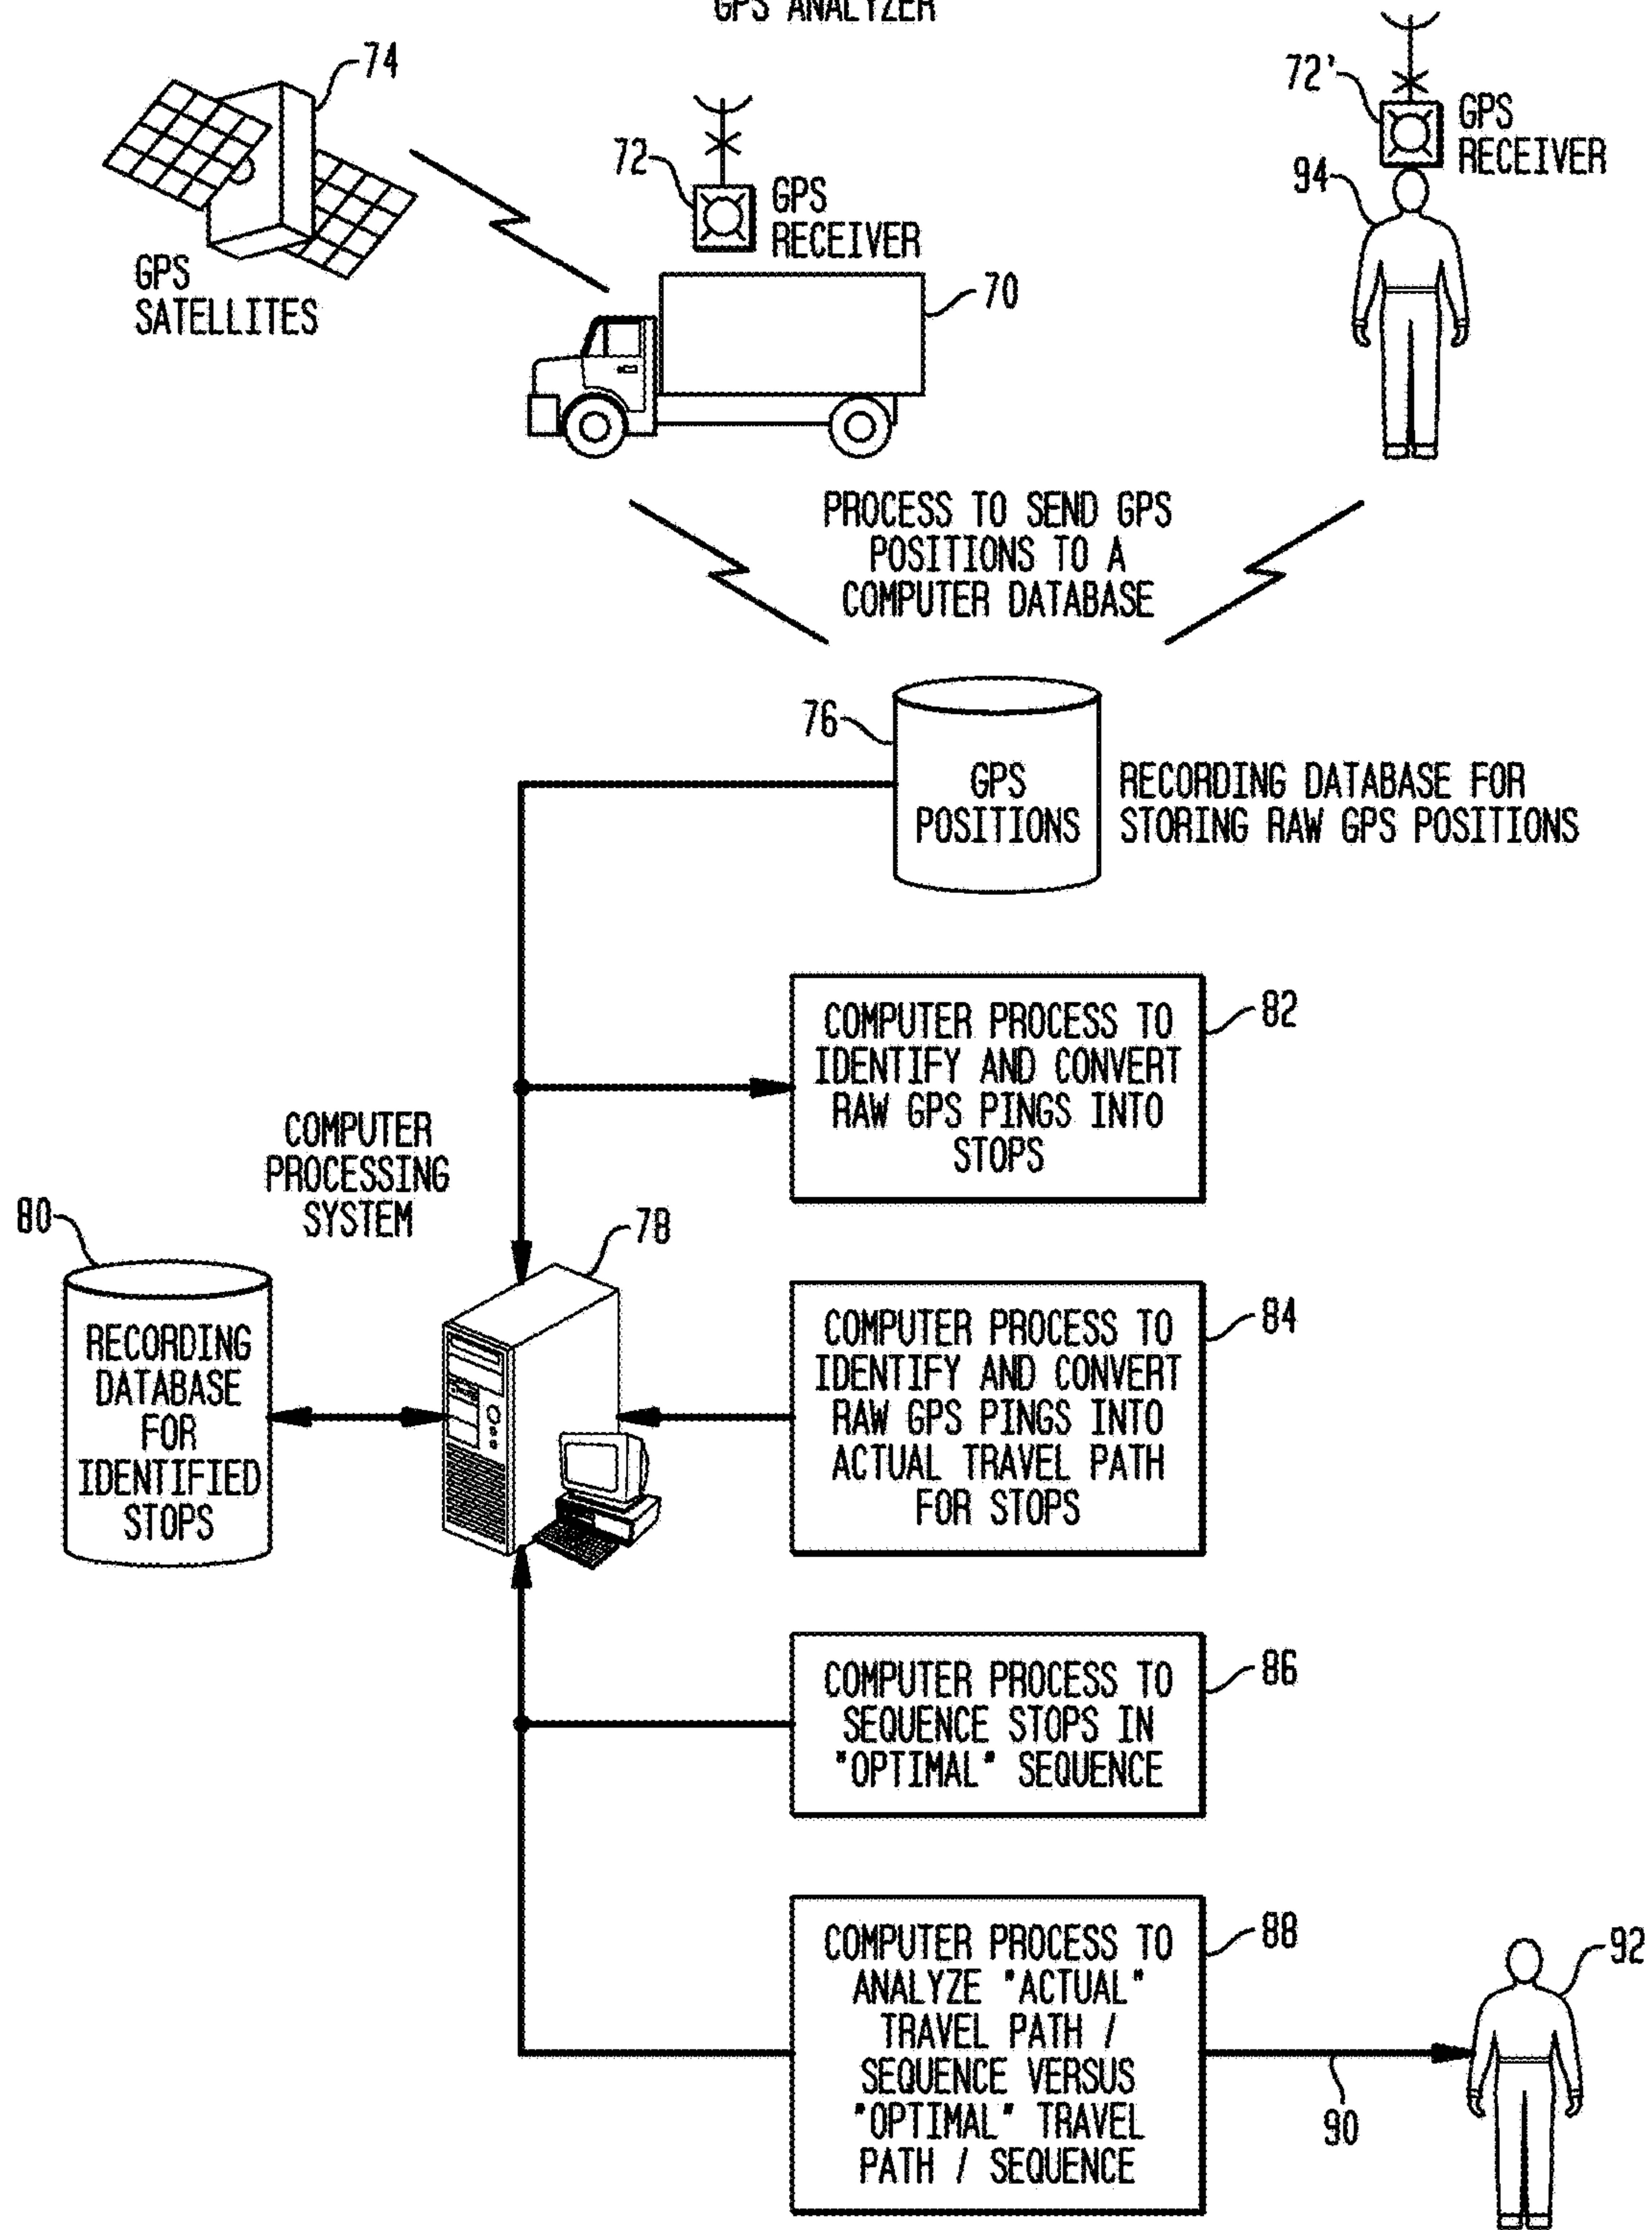 GPS ANALYZER
74
72
GPS
RECEIVER
72'
GPS
RECEIVER
94
GPS
SATELLITES
70
PROCESS TO SEND GPS
POSITIONS TO A
COMPUTER DATABASE
76
GPS
POSITIONS
RECORDING DATABASE FOR
STORING RAW GPS POSITIONS
COMPUTER PROCESS TO
IDENTIFY AND CONVERT
RAW GPS PINGS INTO
STOPS
82
COMPUTER
PROCESSING
SYSTEM
80
78
RECORDING
DATABASE
FOR
IDENTIFIED
STOPS
COMPUTER PROCESS TO
IDENTIFY AND CONVERT
RAW GPS PINGS INTO
ACTUAL TRAVEL PATH
FOR STOPS
84
COMPUTER PROCESS TO
SEQUENCE STOPS IN
"OPTIMAL" SEQUENCE
86
COMPUTER PROCESS TO
ANALYZE "ACTUAL"
TRAVEL PATH /
SEQUENCE VERSUS
"OPTIMAL" TRAVEL
PATH / SEQUENCE
88
90
92